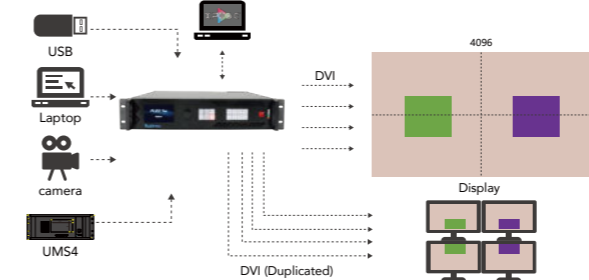 USB
Laptop
camera
UMS4
DVI
4096
Display
DVI (Duplicated)